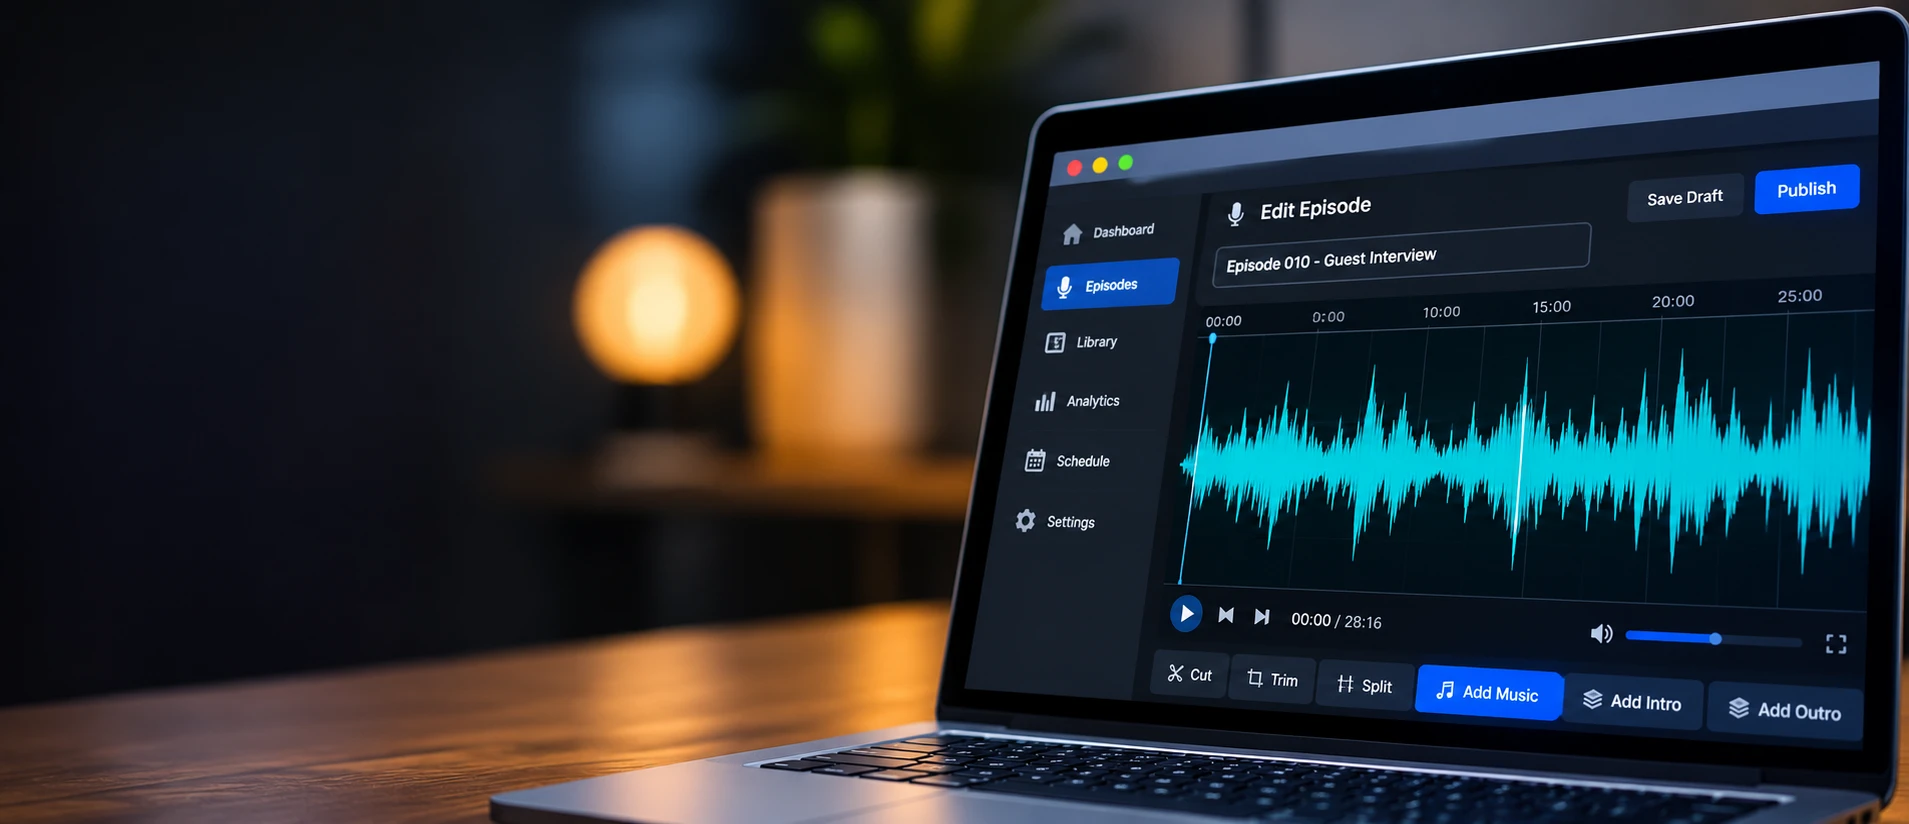 Dashboard
Episodes
Library
Analytics
Schedule
Settings
Edit Episode
Save Draft
Publish
Episode 010 - Guest Interview
00:00 0:00 10:00 15:00 20:00 25:00
00:00 / 28:16
Cut
Trim
Split
Add Music
Add Intro
Add Outro